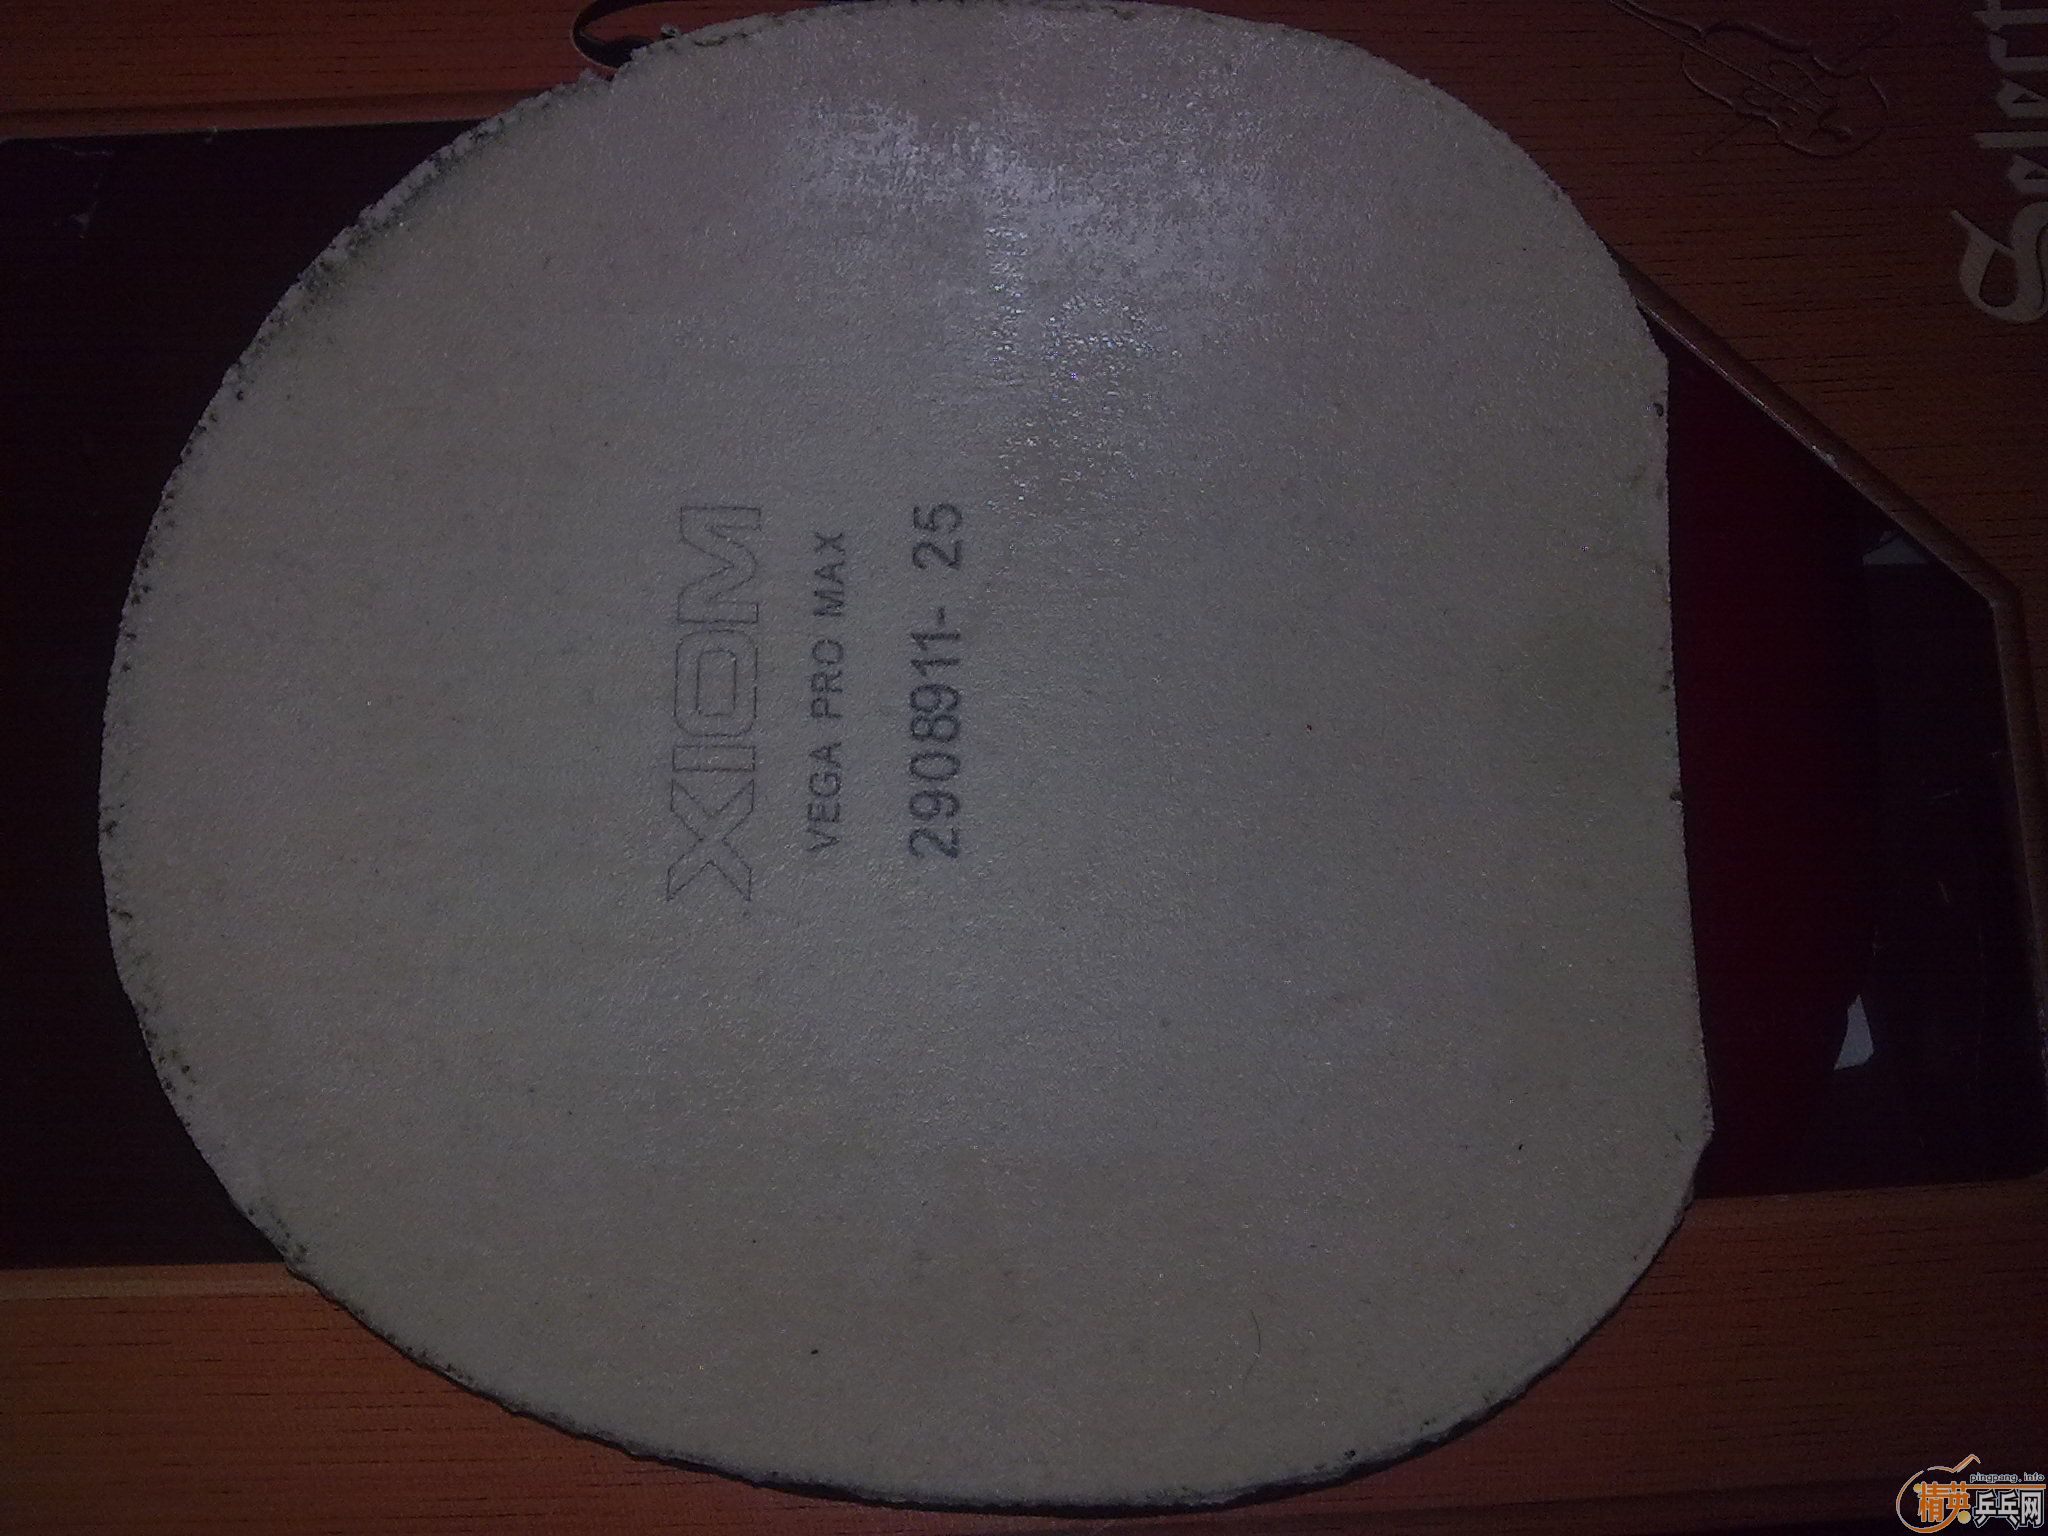 XIOM
VEGA PRO MAX
2908911- 25
pingpang.info
精英乒乓网